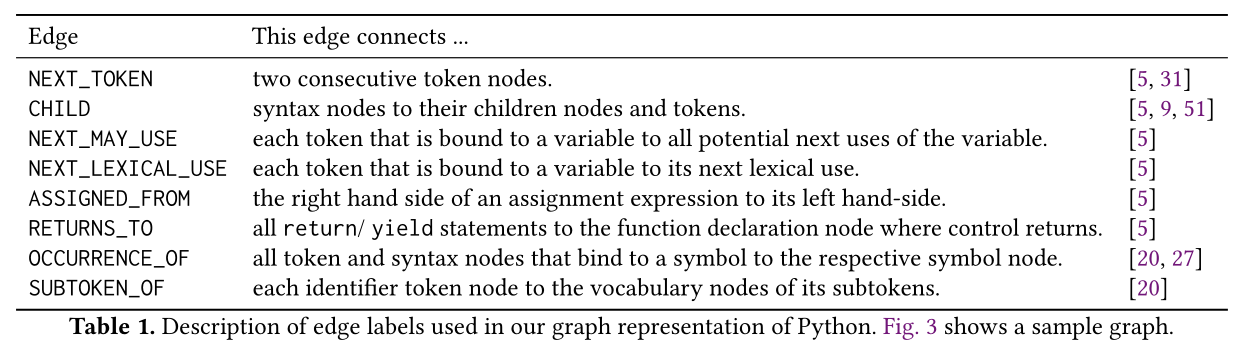 Edge This edge connects ...
NEXT_TOKEN two consecutive token nodes. [5, 31]
CHILD syntax nodes to their children nodes and tokens. [5, 9, 51]
NEXT_MAY_USE each token that is bound to a variable to all potential next uses of the variable. [5]
NEXT_LEXICAL_USE each token that is bound to a variable to its next lexical use. [5]
ASSIGNED_FROM the right hand side of an assignment expression to its left hand-side. [5]
RETURNS_TO all return/ yield statements to the function declaration node where control returns. [5]
OCCURRENCE_OF all token and syntax nodes that bind to a symbol to the respective symbol node. [20, 27]
SUBTOKEN_OF each identifier token node to the vocabulary nodes of its subtokens. [20]
Table 1. Description of edge labels used in our graph representation of Python. Fig. 3 shows a sample graph.